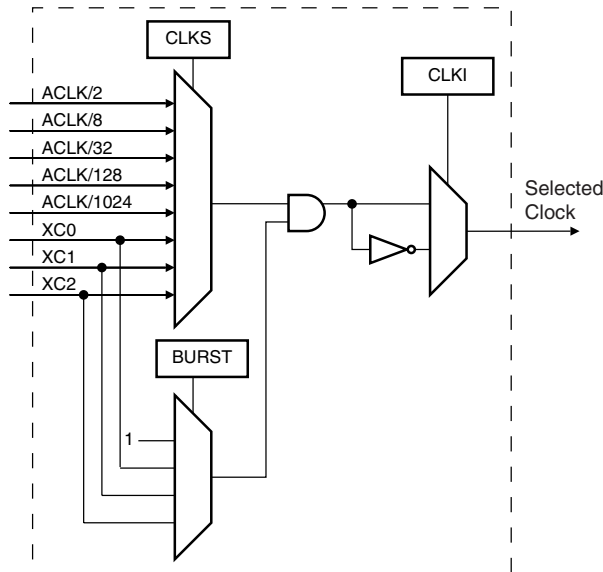 CLKS
CLKI
ACLK/2
ACLK/8
ACLK/32
ACLK/128
ACLK/1024
XC0
XC1
XC2
Selected
Clock
BURST
1